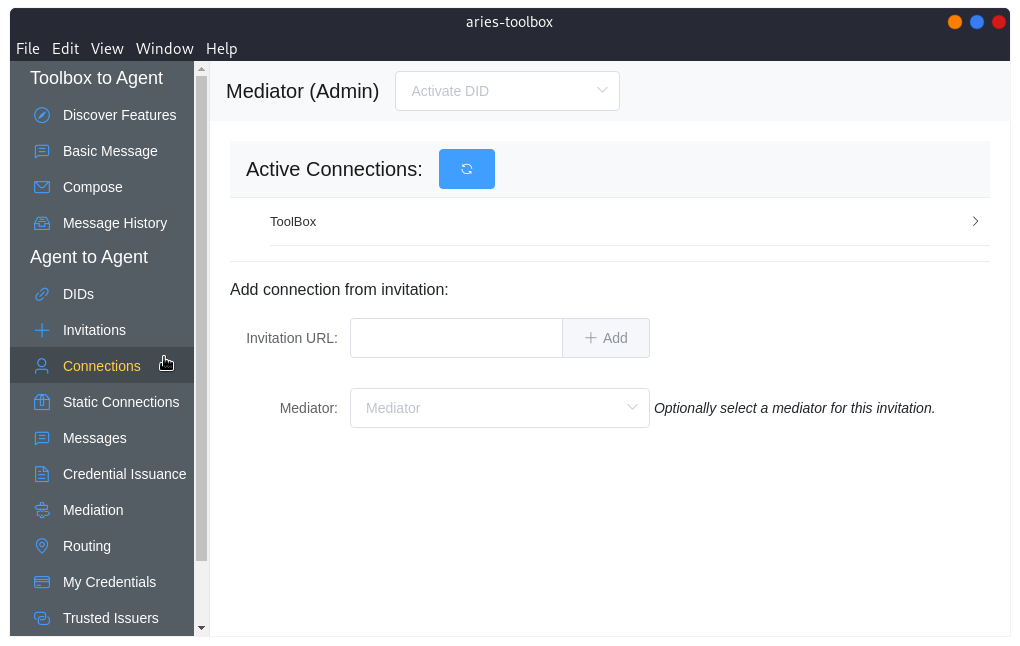 aries-toolbox
File Edit View Window Help
Toolbox to Agent
Discover Features
Basic Message
Compose
Message History
Agent to Agent
DIDs
Invitations
Connections
Static Connections
Messages
Credential Issuance
Mediation
Routing
My Credentials
Trusted Issuers
Mediator (Admin)
Activate DID
Active Connections:
ToolBox
Add connection from invitation:
Invitation URL:
Add
Mediator:
Mediator
Optionally select a mediator for this invitation.